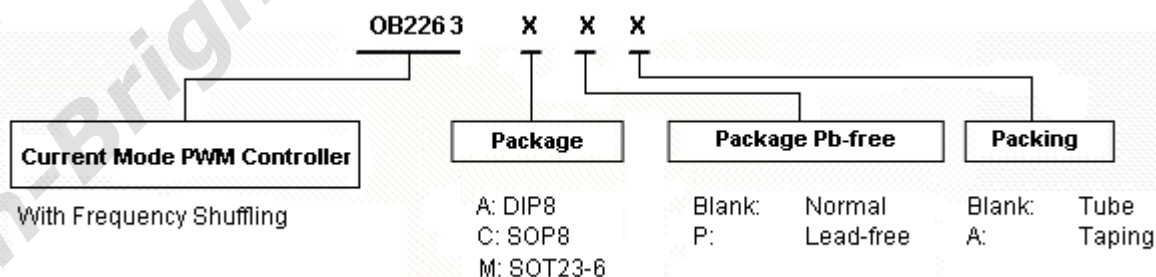 OB2263 X X X
Current Mode PWM Controller
Package
Package Pb-free
Packing
With Frequency Shuffling
A: DIP8
C: SOP8
M: SOT23-6
Blank: Normal
P: Lead-free
Blank: Tube
A: Taping